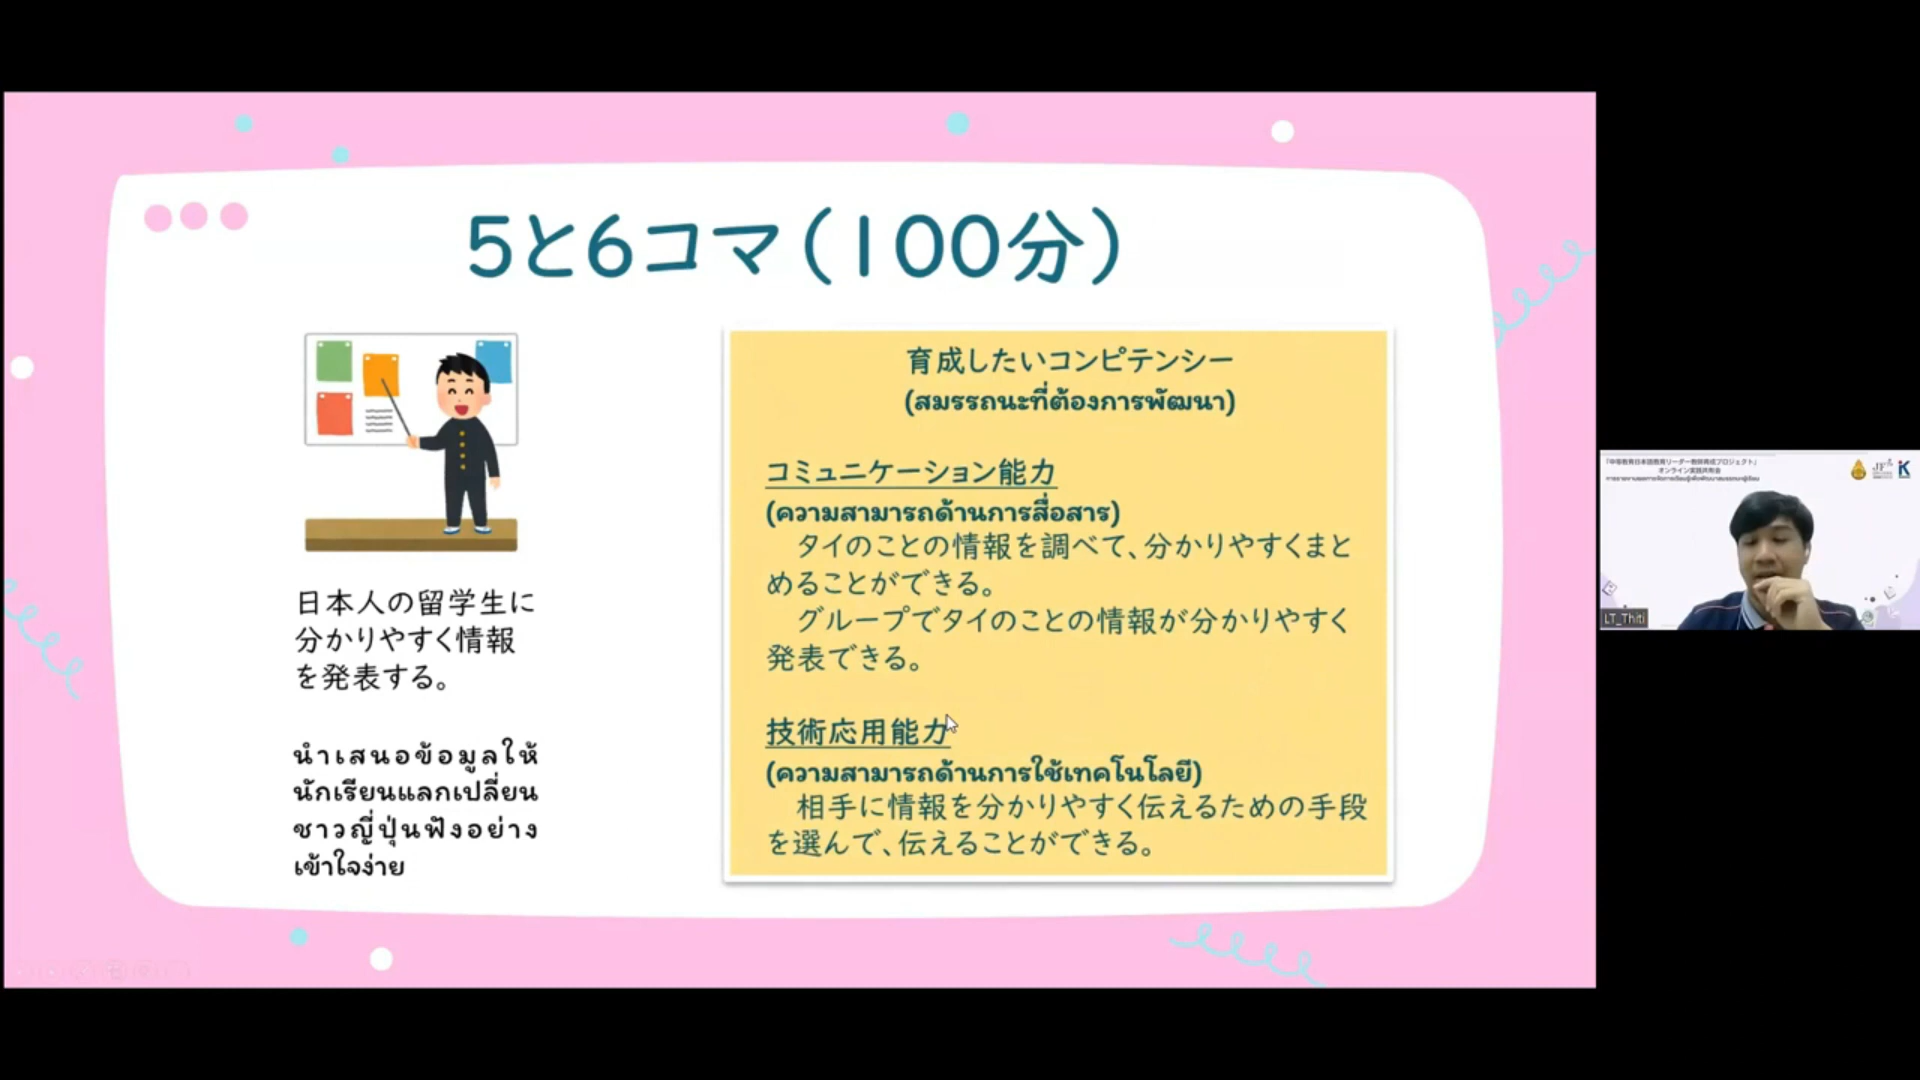 5と6コマ（100分）
日本人の留学生に
分かりやすく情報
を発表する。
นำเสนอข้อมูลให้
นักเรียนแลกเปลี่ยน
ชาวญี่ปุ่นฟังอย่าง
เข้าใจง่าย
育成したいコンピテンシー
(สมรรถนะที่ต้องการพัฒนา)
コミュニケーション能力
(ความสามารถด้านการสื่อสาร)
タイのことの情報を調べて、分かりやすくまと
めることができる。
グループでタイのことの情報が分かりやすく
発表できる。
技術応用能力
(ความสามารถด้านการใช้เทคโนโลยี)
相手に情報を分かりやすく伝えるための手段
を選んで、伝えることができる。
「中等教育日本語教育リーダー教師育成プロジェクト」
オンライン実践共有会
LT_Thiti